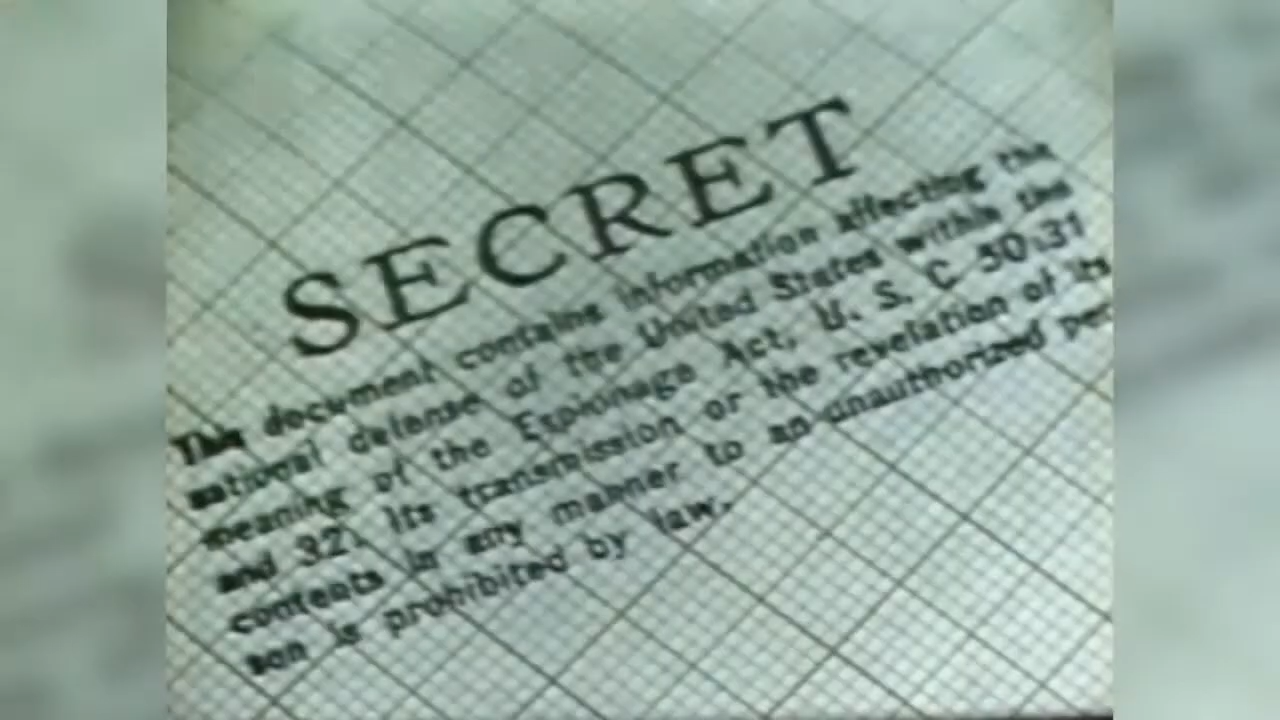 SECRET
This document contains information affecting the
national defense of the United States within the
meaning of the Espionage Act, U. S. C 50:31
and 32. Its transmission or the revelation of its
contents in any manner to an unauthorized per
son is prohibited by law.